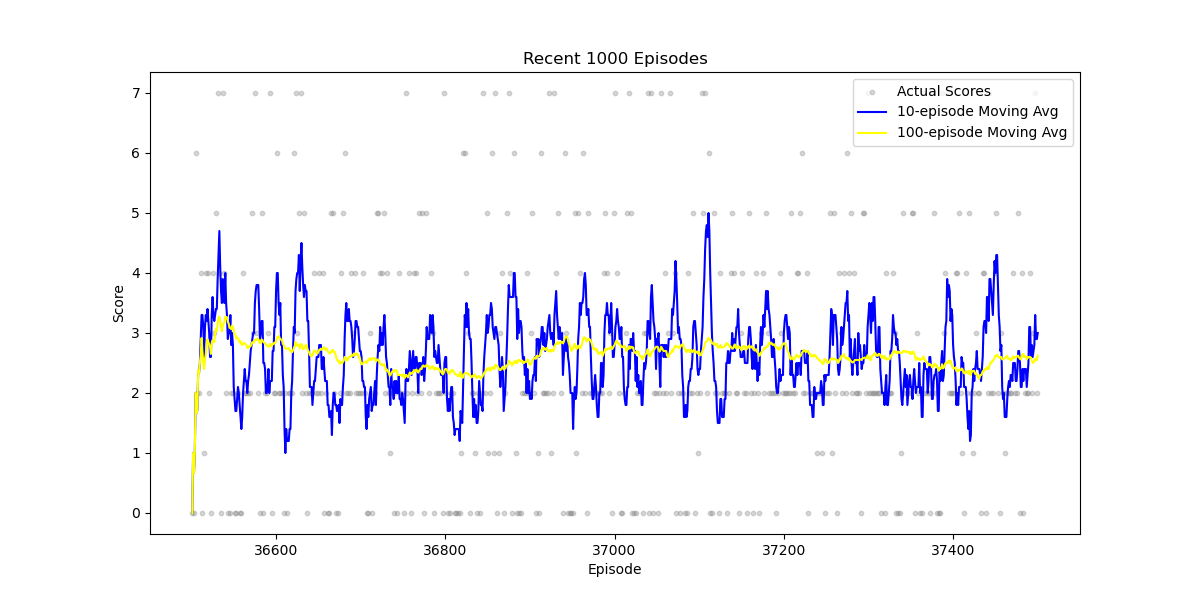 Recent 1000 Episodes
Actual Scores
10-episode Moving Avg
100-episode Moving Avg
7
6
5
4
3
2
1
0
Score
36600
36800
37000
37200
37400
Episode